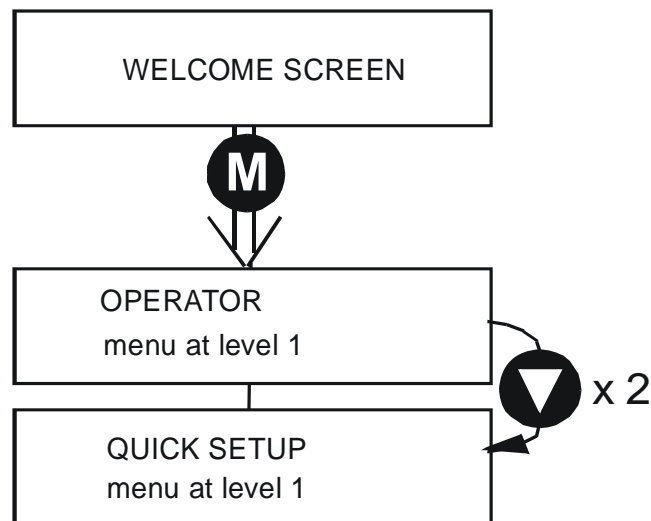 WELCOME SCREEN
M
OPERATOR
menu at level 1
x 2
QUICK SETUP
menu at level 1